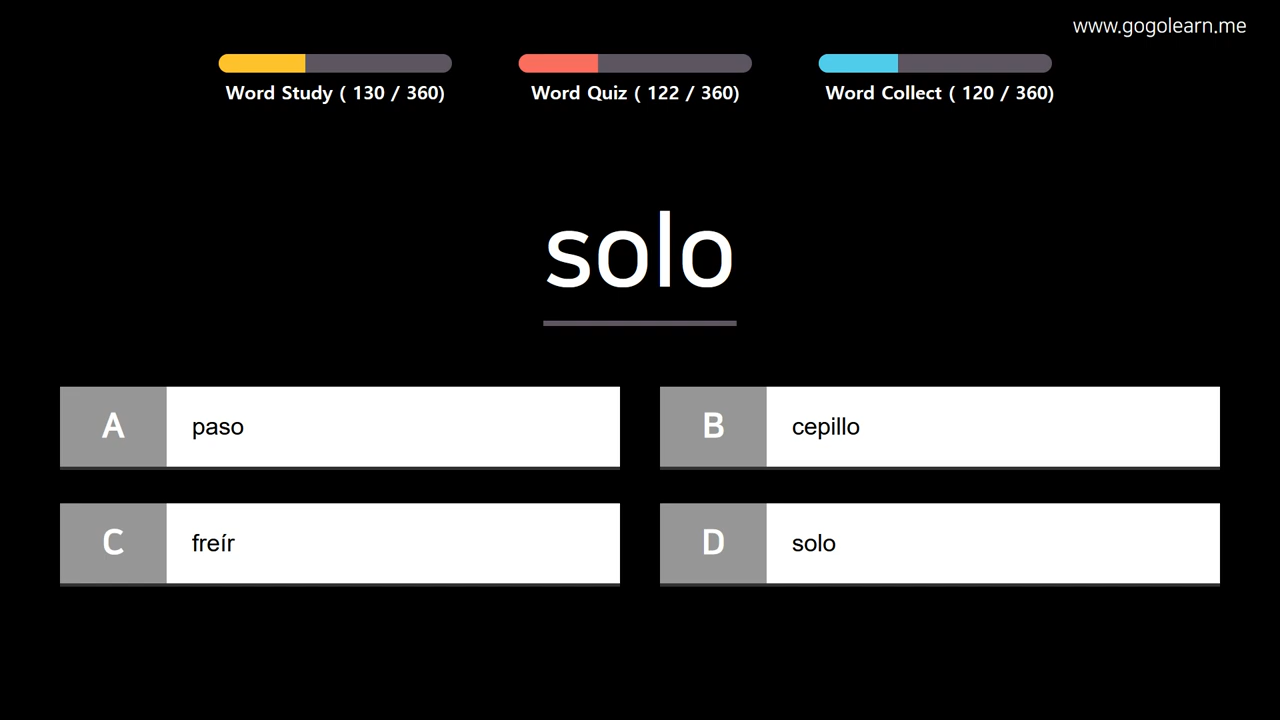 www.gogolearn.me
Word Study ( 130 / 360)
Word Quiz ( 122 / 360)
Word Collect ( 120 / 360)
solo
A paso
B cepillo
C freír
D solo